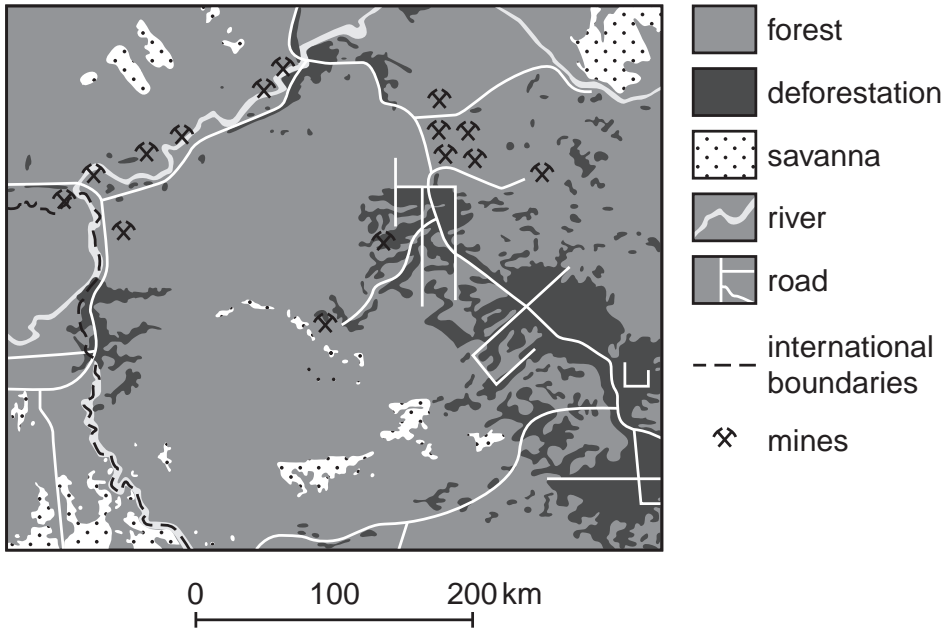 forest
deforestation
savanna
river
road
international
boundaries
mines
0 100 200 km